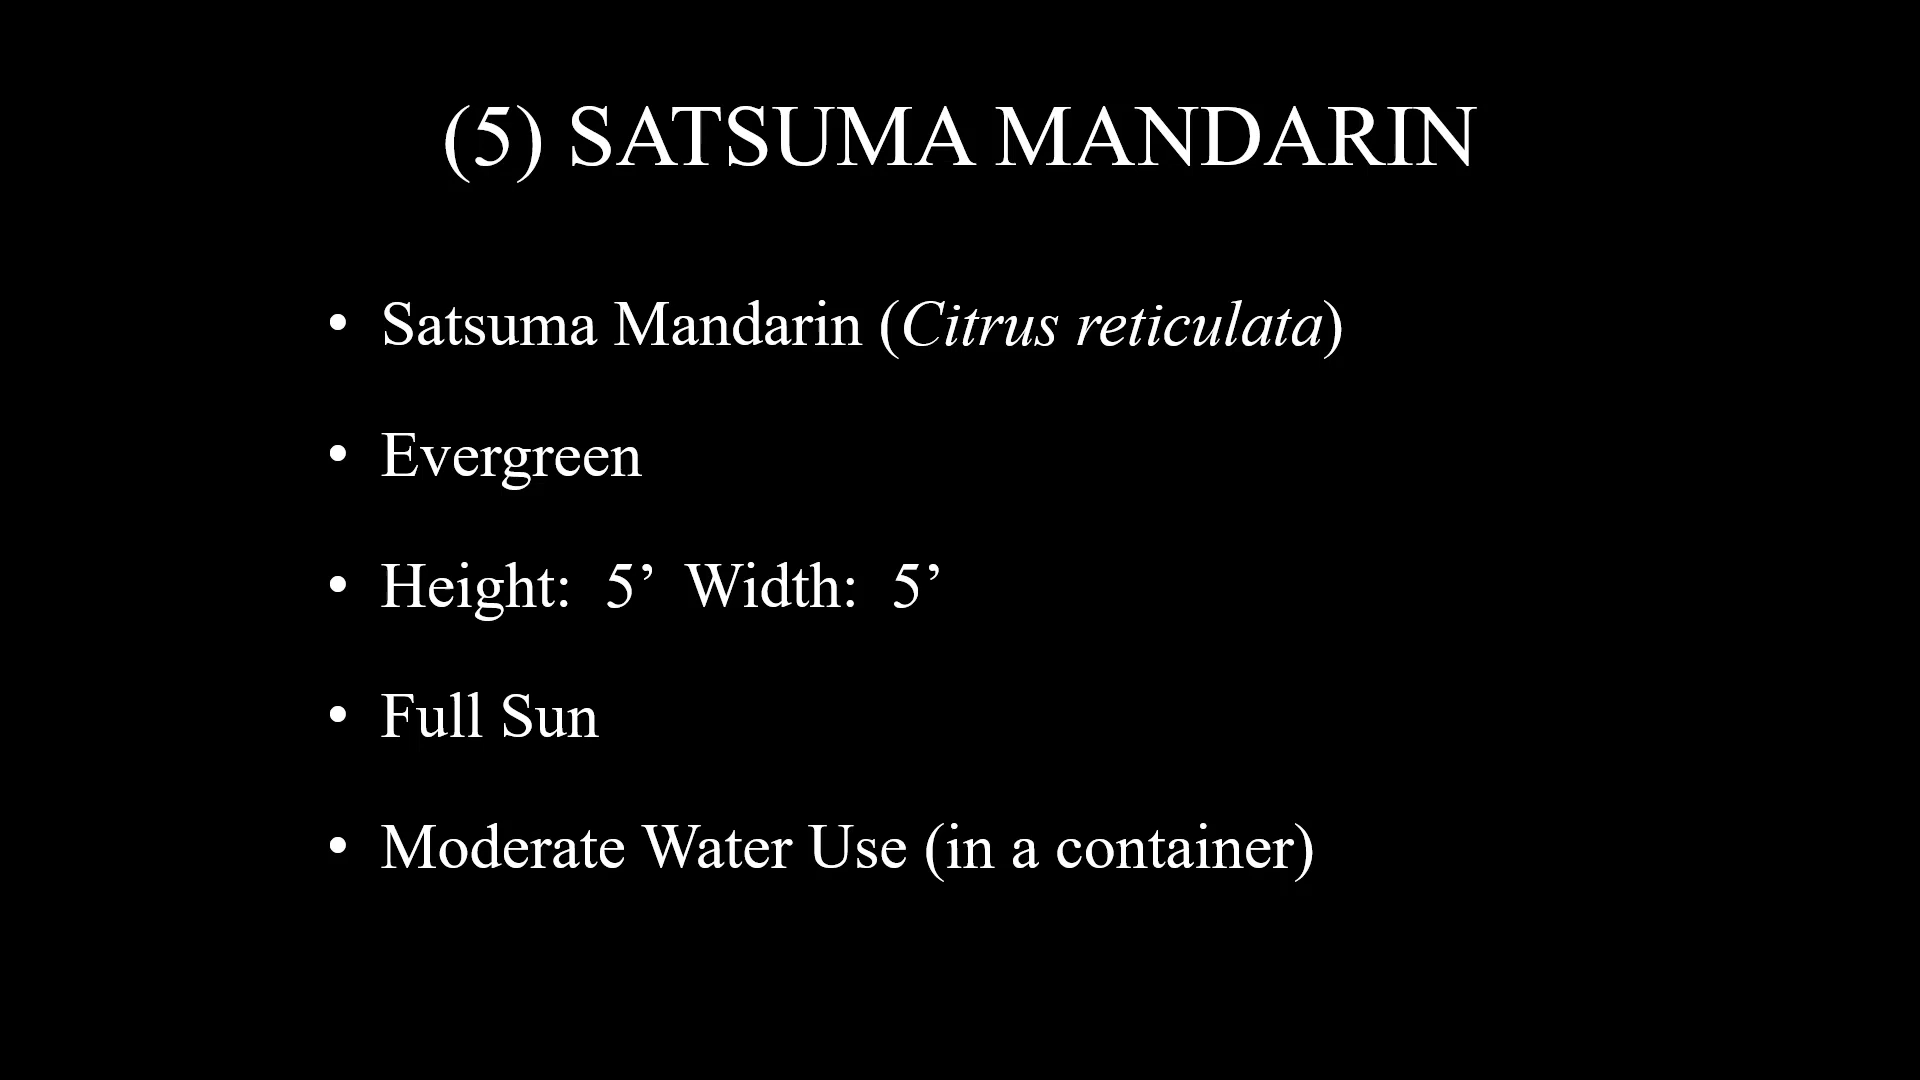 (5) SATSUMA MANDARIN
• Satsuma Mandarin (Citrus reticulata)
• Evergreen
• Height:  5’  Width:  5’
• Full Sun
• Moderate Water Use (in a container)